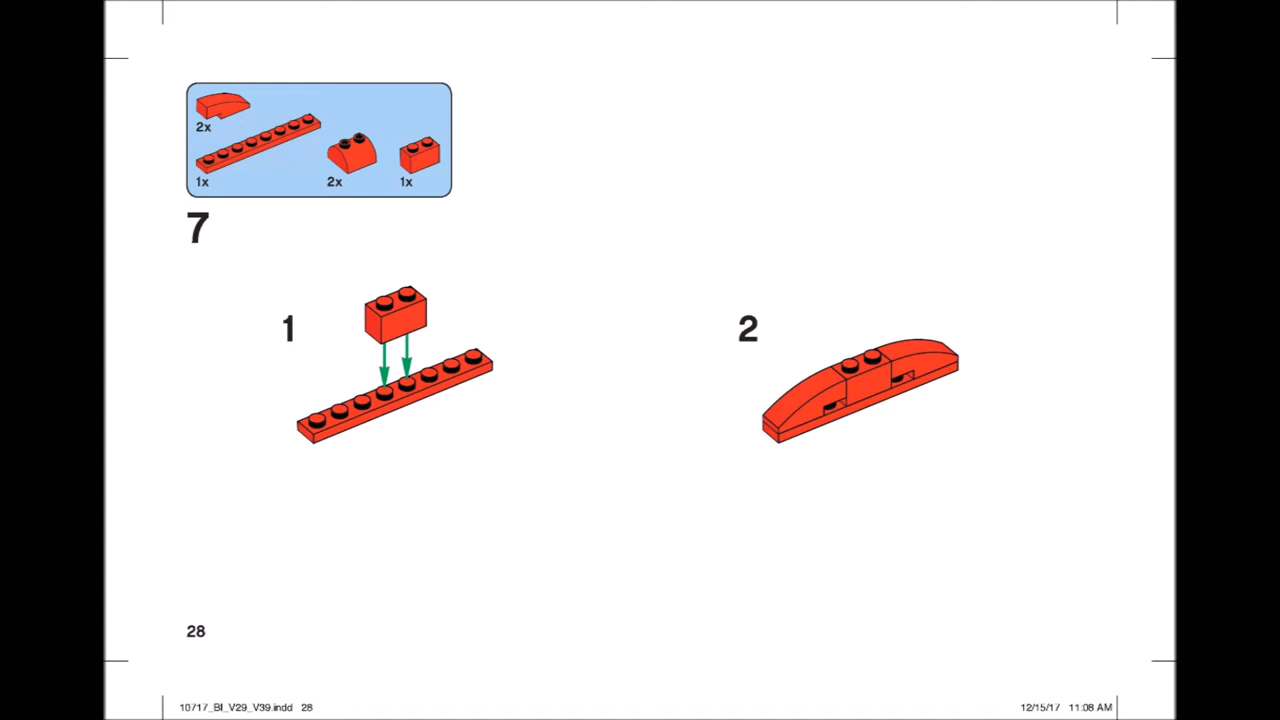 2x
1x
2x
1x
7
1
2
28
10717_BI_V29_V39.indd 28
12/15/17 11:08 AM